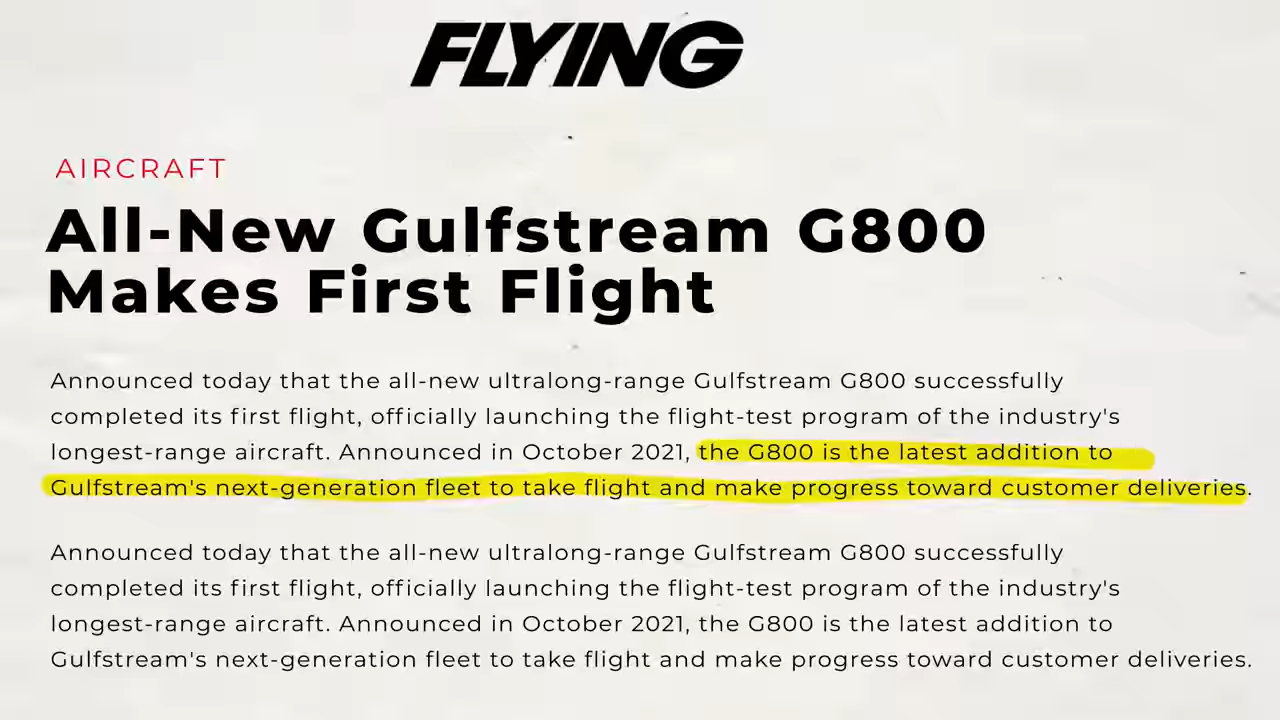 FLYING
AIRCRAFT
All-New Gulfstream G800
Makes First Flight
Announced today that the all-new ultralong-range Gulfstream G800 successfully
completed its first flight, officially launching the flight-test program of the industry's
longest-range aircraft. Announced in October 2021, the G800 is the latest addition to
Gulfstream's next-generation fleet to take flight and make progress toward customer deliveries.
Announced today that the all-new ultralong-range Gulfstream G800 successfully
completed its first flight, officially launching the flight-test program of the industry's
longest-range aircraft. Announced in October 2021, the G800 is the latest addition to
Gulfstream's next-generation fleet to take flight and make progress toward customer deliveries.